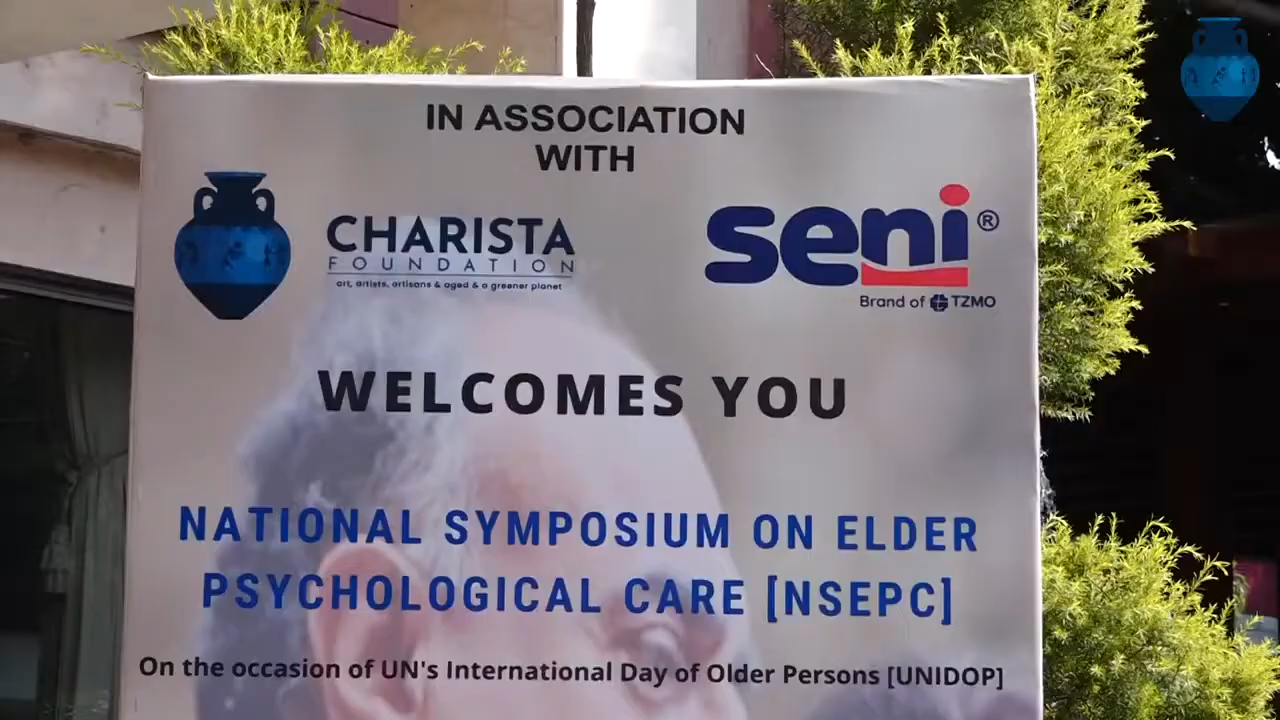 IN ASSOCIATION
WITH
CHARISTA
FOUNDATION
art, artists, artisans & aged & a greener planet
seni®
Brand of TZMO
WELCOMES YOU
NATIONAL SYMPOSIUM ON ELDER
PSYCHOLOGICAL CARE [NSEPC]
On the occasion of UN's International Day of Older Persons [UNIDOP]